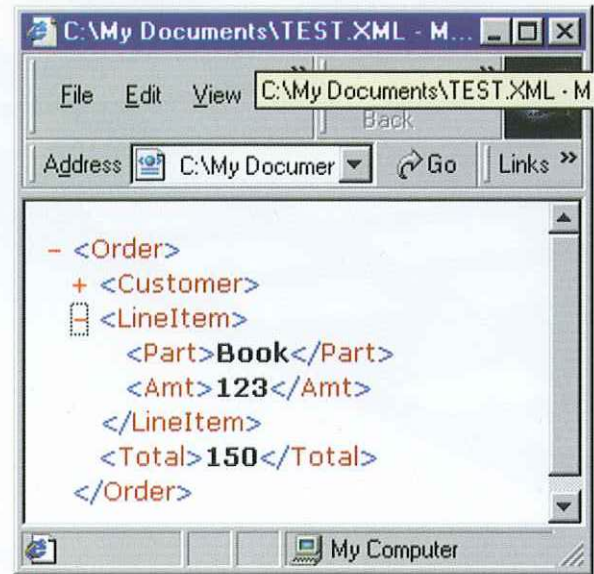 C:\My Documents\TEST.XML - M...
File Edit View
C:\My Documents\TEST.XML - M
Back
Address C:\My Documer Go Links »
- <Order>
+ <Customer>
- <LineItem>
<Part>Book</Part>
<Amt>123</Amt>
</LineItem>
<Total>150</Total>
</Order>
My Computer